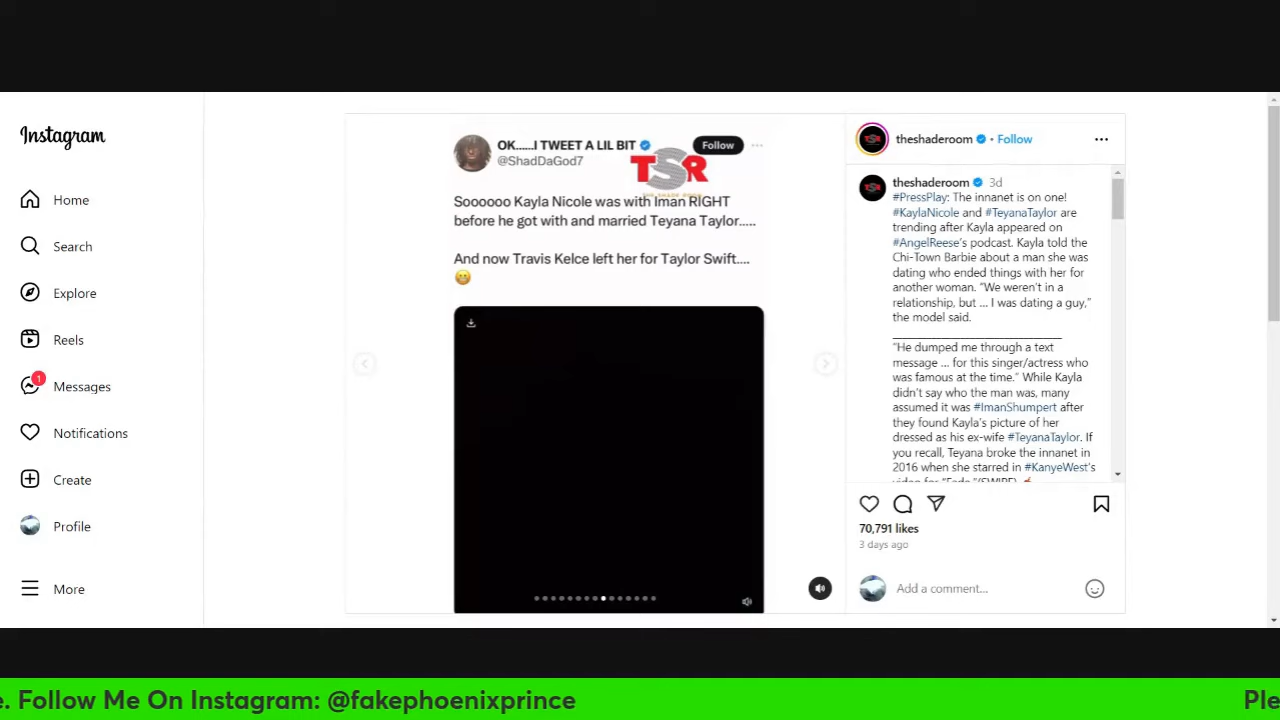 Instagram
Home
Search
Explore
Reels
1
Messages
Notifications
Create
Profile
More
OK......I TWEET A LIL BIT
@ShadDaGod7
Follow
TSR
Soooooo Kayla Nicole was with Iman RIGHT
before he got with and married Teyana Taylor.....
And now Travis Kelce left her for Taylor Swift....
theshaderoom • Follow
theshaderoom 3d
#PressPlay: The innanet is on one!
#KaylaNicole and #TeyanaTaylor are
trending after Kayla appeared on
#AngelReese's podcast. Kayla told the
Chi-Town Barbie about a man she was
dating who ended things with her for
another woman. "We weren't in a
relationship, but ... I was dating a guy,"
the model said.
"He dumped me through a text
message ... for this singer/actress who
was famous at the time." While Kayla
didn't say who the man was, many
assumed it was #ImanShumpert after
they found Kayla's picture of her
dressed as his ex-wife #TeyanaTaylor. If
you recall, Teyana broke the innanet in
2016 when she starred in #KanyeWest's
video for "Fade."(SWIPE)
70,791 likes
3 days ago
Add a comment...
e. Follow Me On Instagram: @fakephoenixprince
Ple